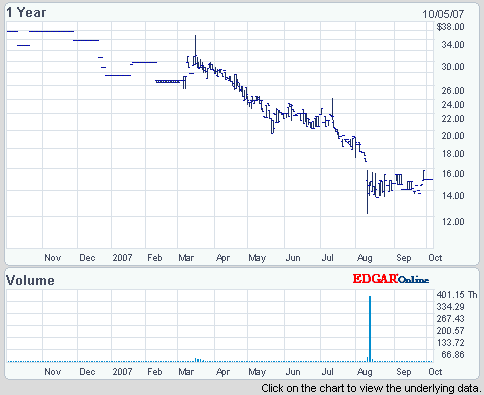 1 Year 10/05/07
$38.00
34.00
30.00
26.00
24.00
22.00
20.00
18.00
16.00
14.00
12.00
Nov Dec 2007 Feb Mar Apr May Jun Jul Aug Sep Oct
Volume EDGAROnline
401.15 Th
334.29
267.43
200.57
133.72
66.86
Nov Dec 2007 Feb Mar Apr May Jun Jul Aug Sep Oct
Click on the chart to view the underlying data.